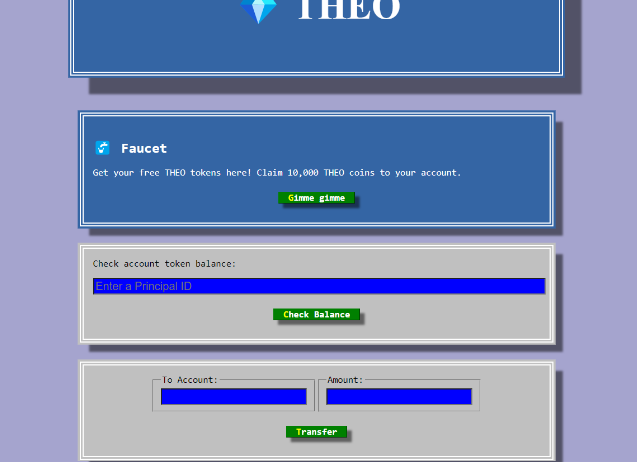 THEO
Faucet
Get your free THEO tokens here! Claim 10,000 THEO coins to your account.
Gimme gimme
Check account token balance:
Enter a Principal ID
Check Balance
To Account:
Amount:
Transfer